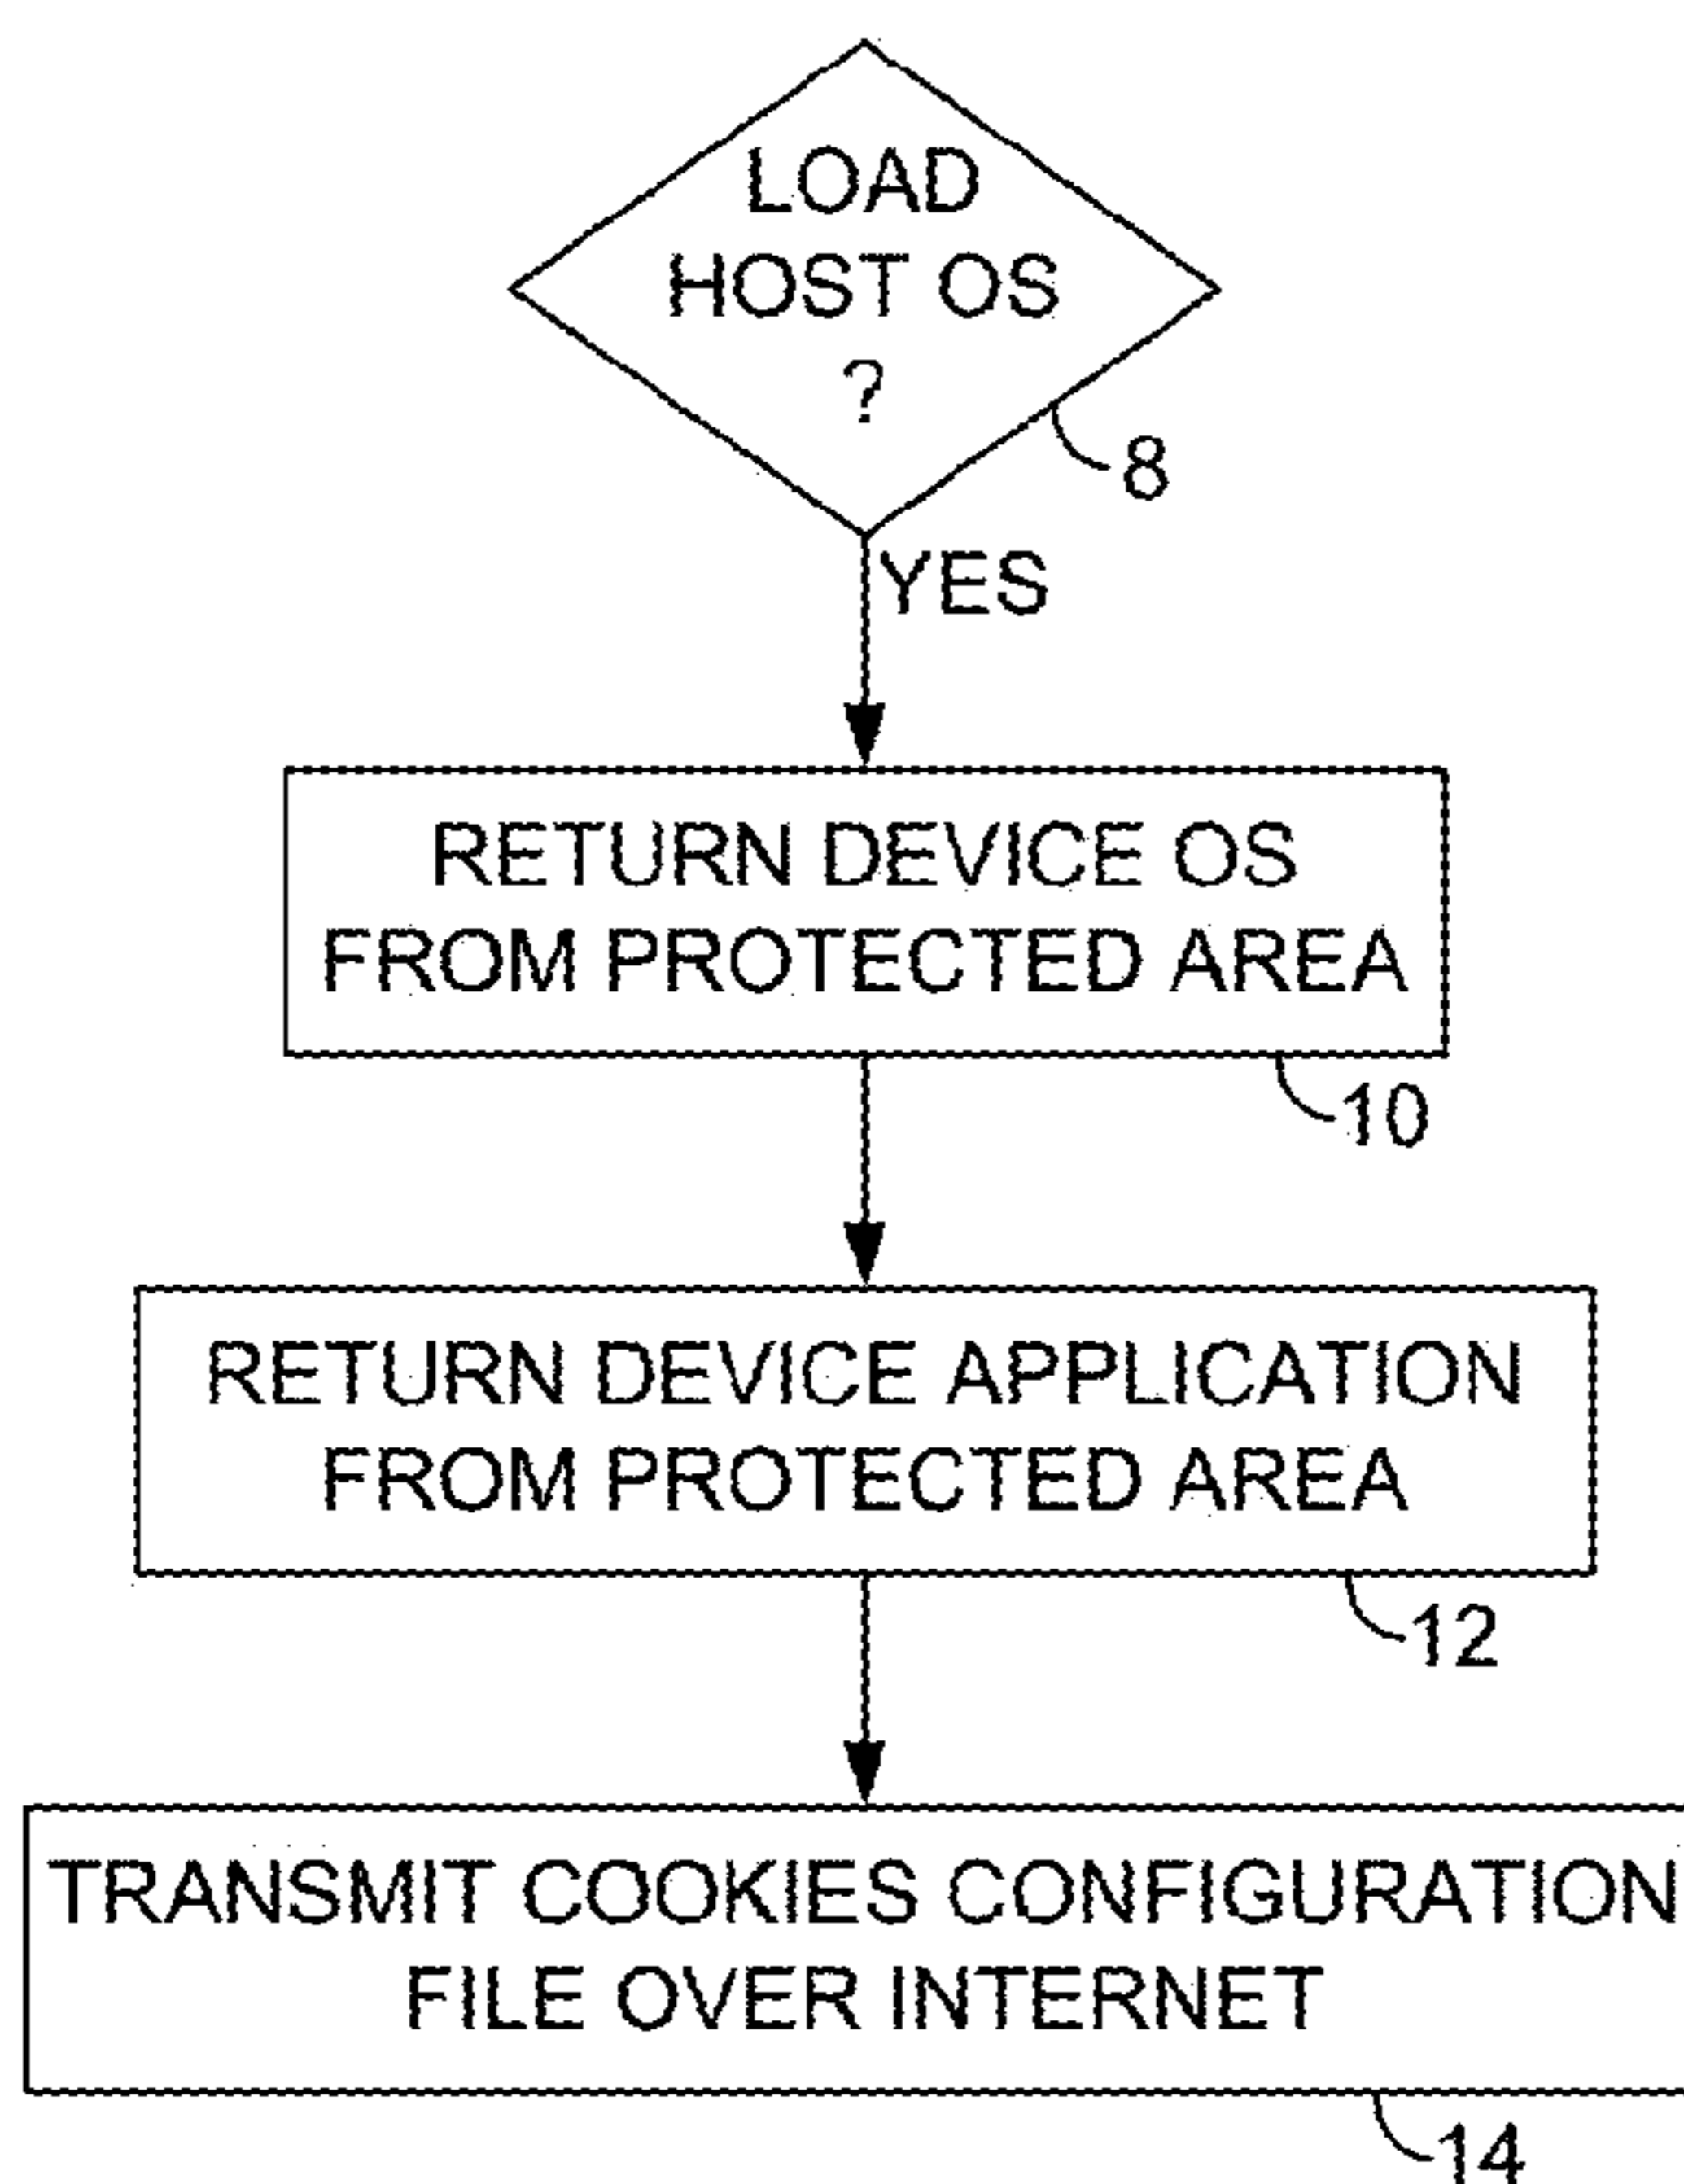 LOAD
HOST OS
?
8
YES
RETURN DEVICE OS
FROM PROTECTED AREA
10
RETURN DEVICE APPLICATION
FROM PROTECTED AREA
12
TRANSMIT COOKIES CONFIGURATION
FILE OVER INTERNET
14